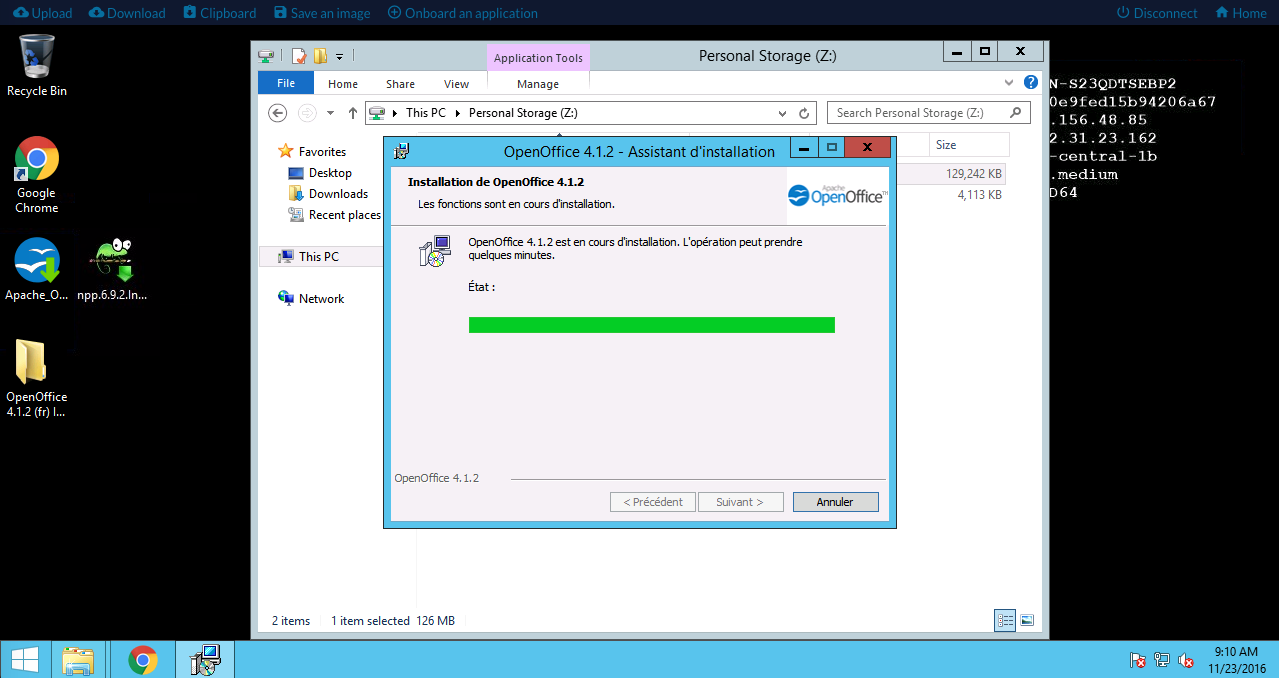 Upload Download Clipboard Save an image Onboard an application Disconnect Home
Recycle Bin
Google
Chrome
Apache_O...
npp.6.9.2.In...
OpenOffice
4.1.2 (fr) I...
Application Tools
Personal Storage (Z:)
File Home Share View Manage
This PC Personal Storage (Z:)
Search Personal Storage (Z:)
Favorites
Desktop
Downloads
Recent places
This PC
Network
Size
129,242 KB
4,113 KB
OpenOffice 4.1.2 - Assistant d'installation
Installation de OpenOffice 4.1.2
Les fonctions sont en cours d'installation.
Apache
OpenOffice™
OpenOffice 4.1.2 est en cours d'installation. L'opération peut prendre
quelques minutes.
État :
OpenOffice 4.1.2
< Précédent Suivant > Annuler
2 items 1 item selected 126 MB
N-S23QDTSEBP2
0e9fed15b94206a67
.156.48.85
2.31.23.162
-central-1b
.medium
D64
9:10 AM
11/23/2016